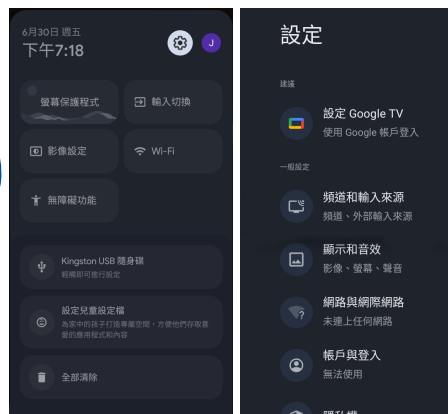 6月30日 週五
下午7:18
J
螢幕保護程式
輸入切換
影像設定
Wi-Fi
無障礙功能
Kingston USB 隨身碟
輕觸即可進行設定
設定兒童設定檔
為家中的孩子打造專屬空間，方便他們存取喜
愛的應用程式和內容
全部清除
設定
建議
設定 Google TV
使用 Google 帳戶登入
一般設定
頻道和輸入來源
頻道、外部輸入來源
顯示和音效
影像、螢幕、聲音
網路與網際網路
未連上任何網路
帳戶與登入
無法使用